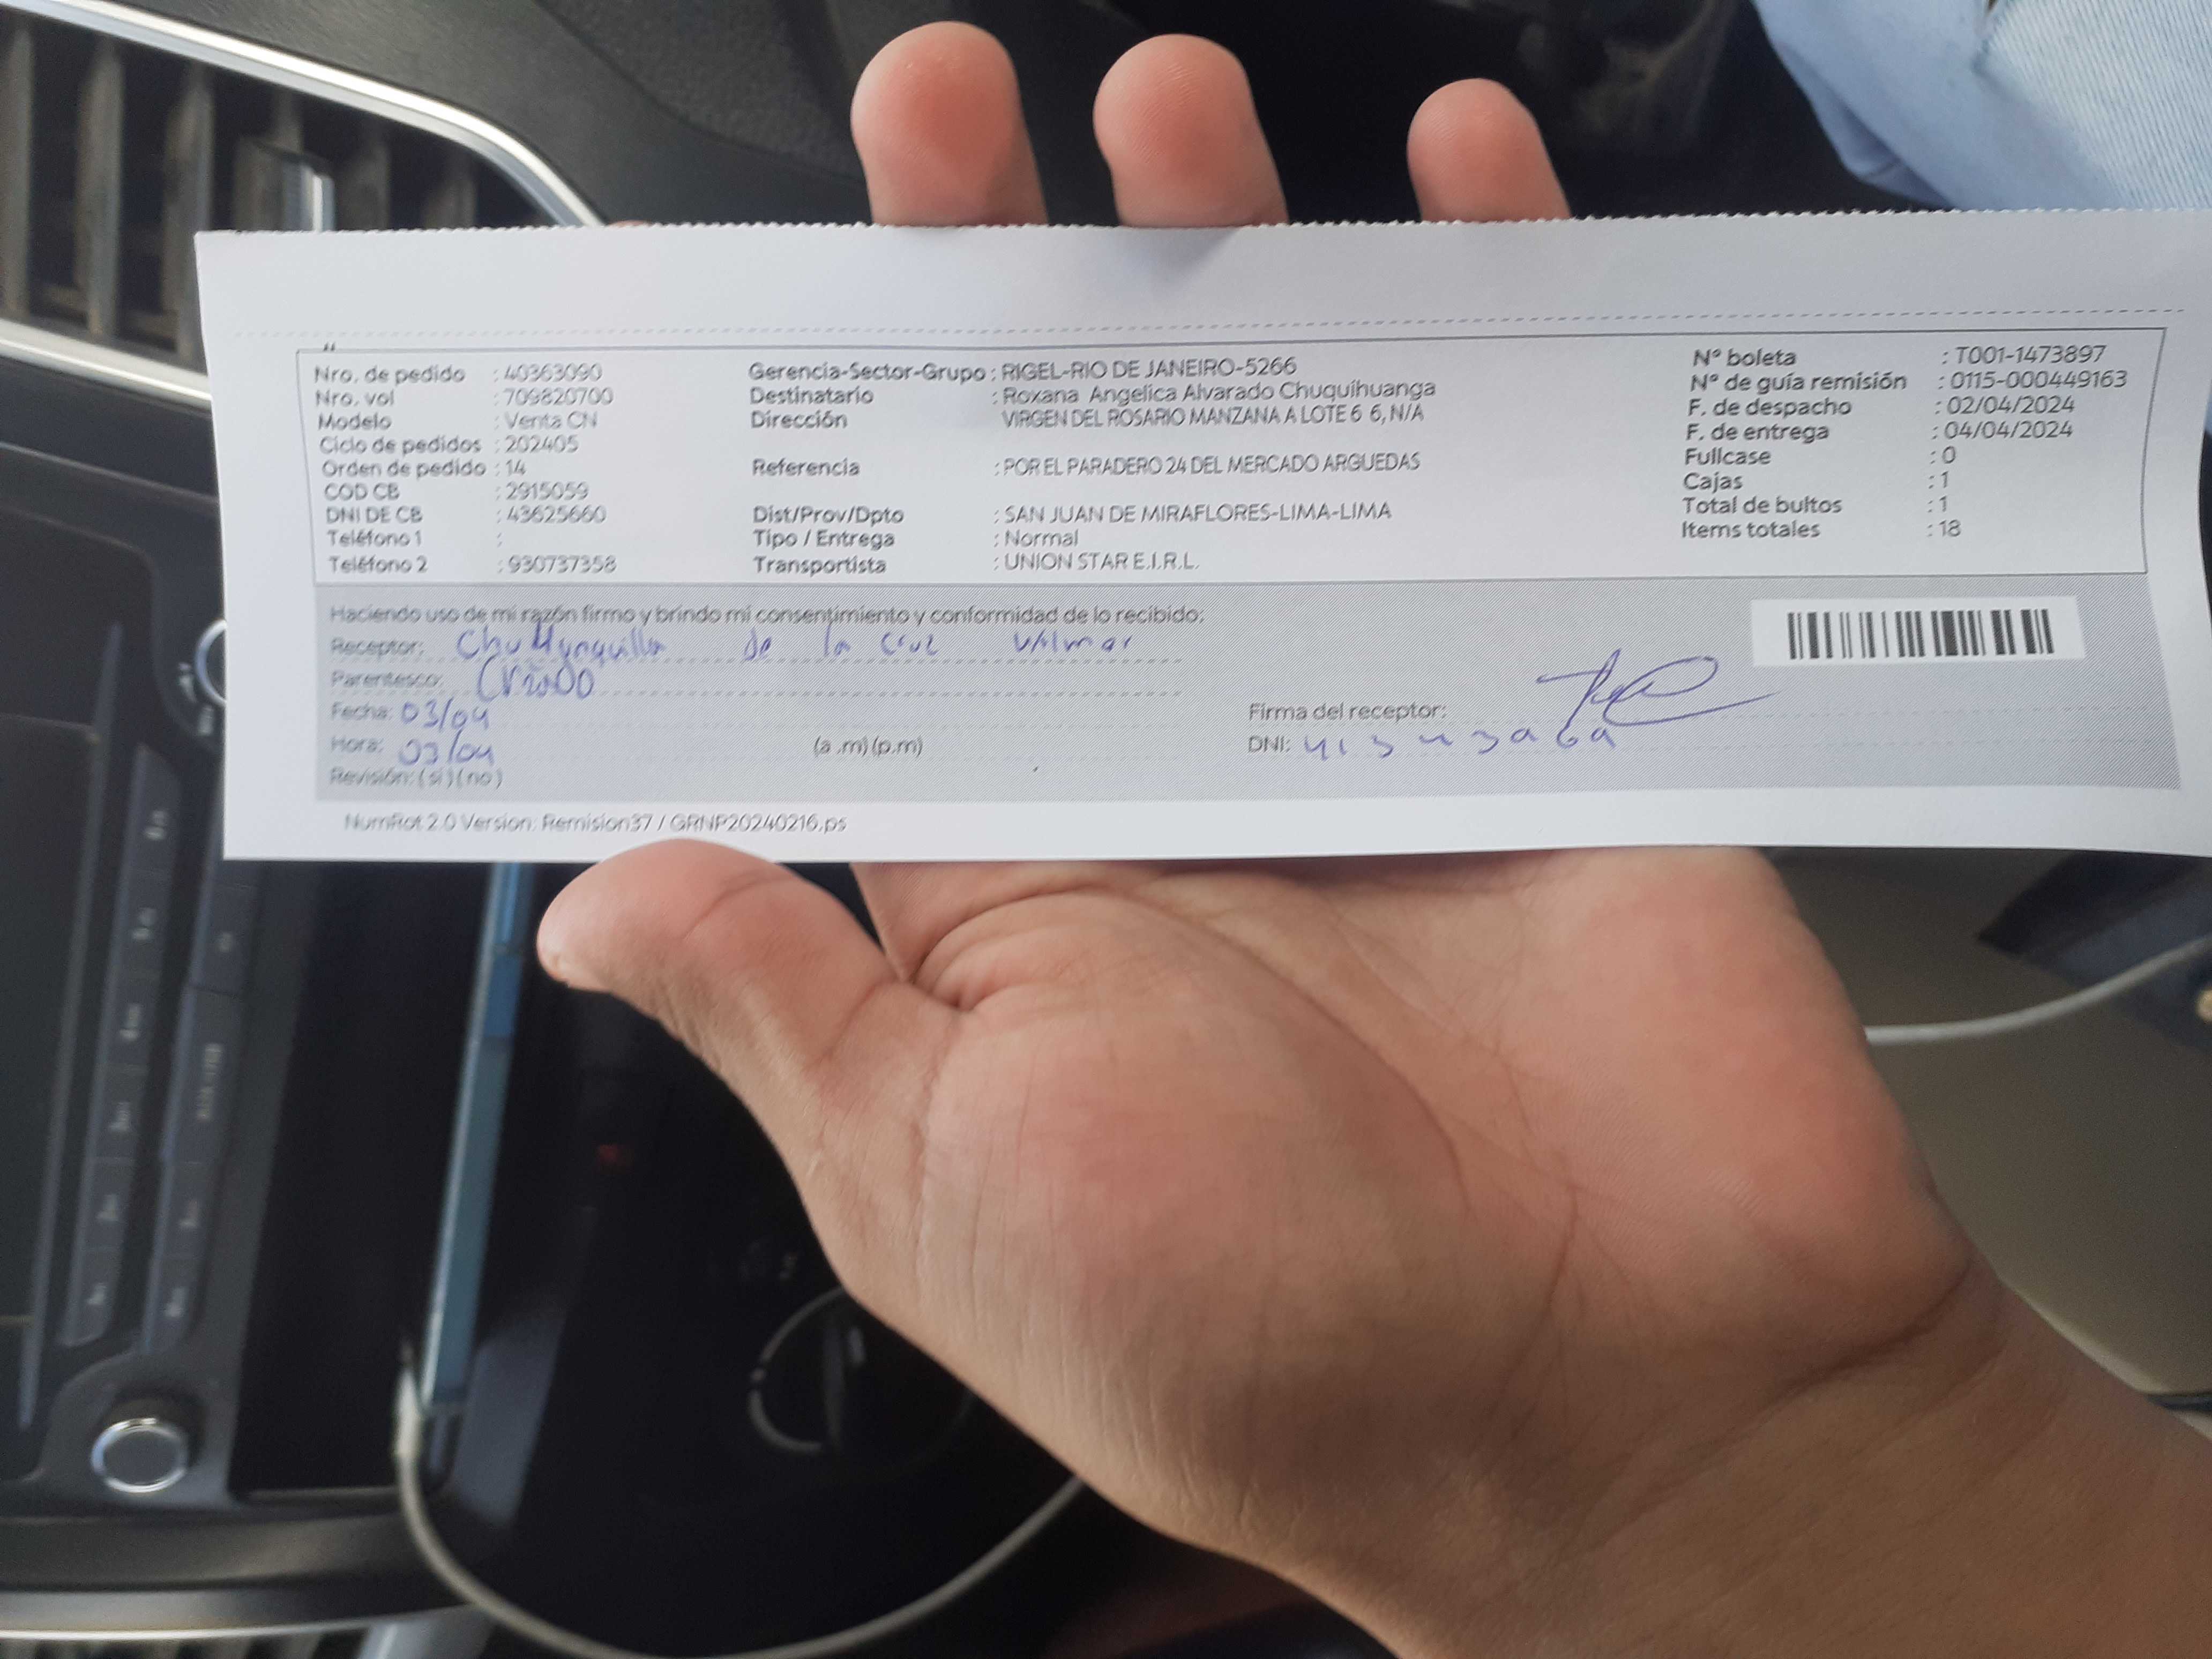 Nro. de pedido : 40363090
Nro. vol : 709820700
Modelo : Venta CN
Ciclo de pedidos : 202405
Orden de pedido : 14
COD CB : 2915059
DNI DE CB : 43625660
Teléfono 1 :
Teléfono 2 : 930737358
Gerencia-Sector-Grupo : RIGEL-RIO DE JANEIRO-5266
Destinatario : Roxana Angelica Alvarado Chuquihuanga
Dirección VIRGEN DEL ROSARIO MANZANA A LOTE 6 6, N/A
Referencia : POR EL PARADERO 24 DEL MERCADO ARGUEDAS
Dist/Prov/Dpto : SAN JUAN DE MIRAFLORES-LIMA-LIMA
Tipo / Entrega : Normal
Transportista : UNION STAR E.I.R.L.
N° boleta : T001-1473897
N° de guía remisión : 0115-000449163
F. de despacho : 02/04/2024
F. de entrega : 04/04/2024
Fullcase : 0
Cajas : 1
Total de bultos : 1
Items totales : 18
Haciendo uso de mi razón firmo y brindo mi consentimiento y conformidad de lo recibido:
Receptor: de la Cruz
Parentesco:
Fecha: 03/04
Hora: 03/04 (a .m) (p.m)
Revisión: (si) (no)
Firma del receptor:
DNI:
NumRot 2.0 Version: Remision37 / GRNP20240216.ps